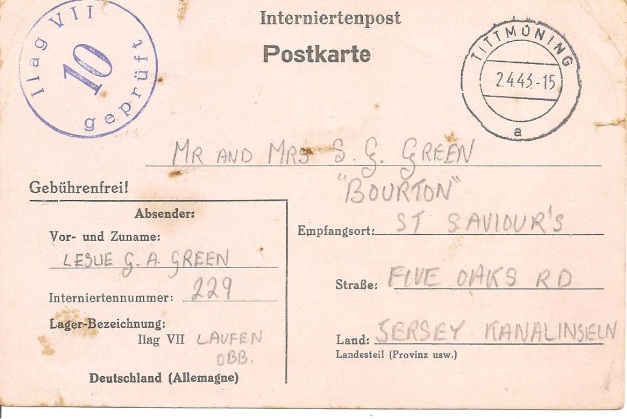 Interniertenpost
Postkarte
Ilag VII
10
geprüft
TITTMONING
2.4.43-15
a
MR AND MRS S. G. GREEN
"BOURTON"
Gebührenfrei!
Absender:
Vor- und Zuname:
LESLIE G. A. GREEN
Interniertennummer: 229
Lager-Bezeichnung:
Ilag VII LAUFEN
OBB.
Deutschland (Allemagne)
Empfangsort: ST SAVIOUR'S
Straße: FIVE OAKS RD
Land: JERSEY KANALINSELN
Landesteil (Provinz usw.)